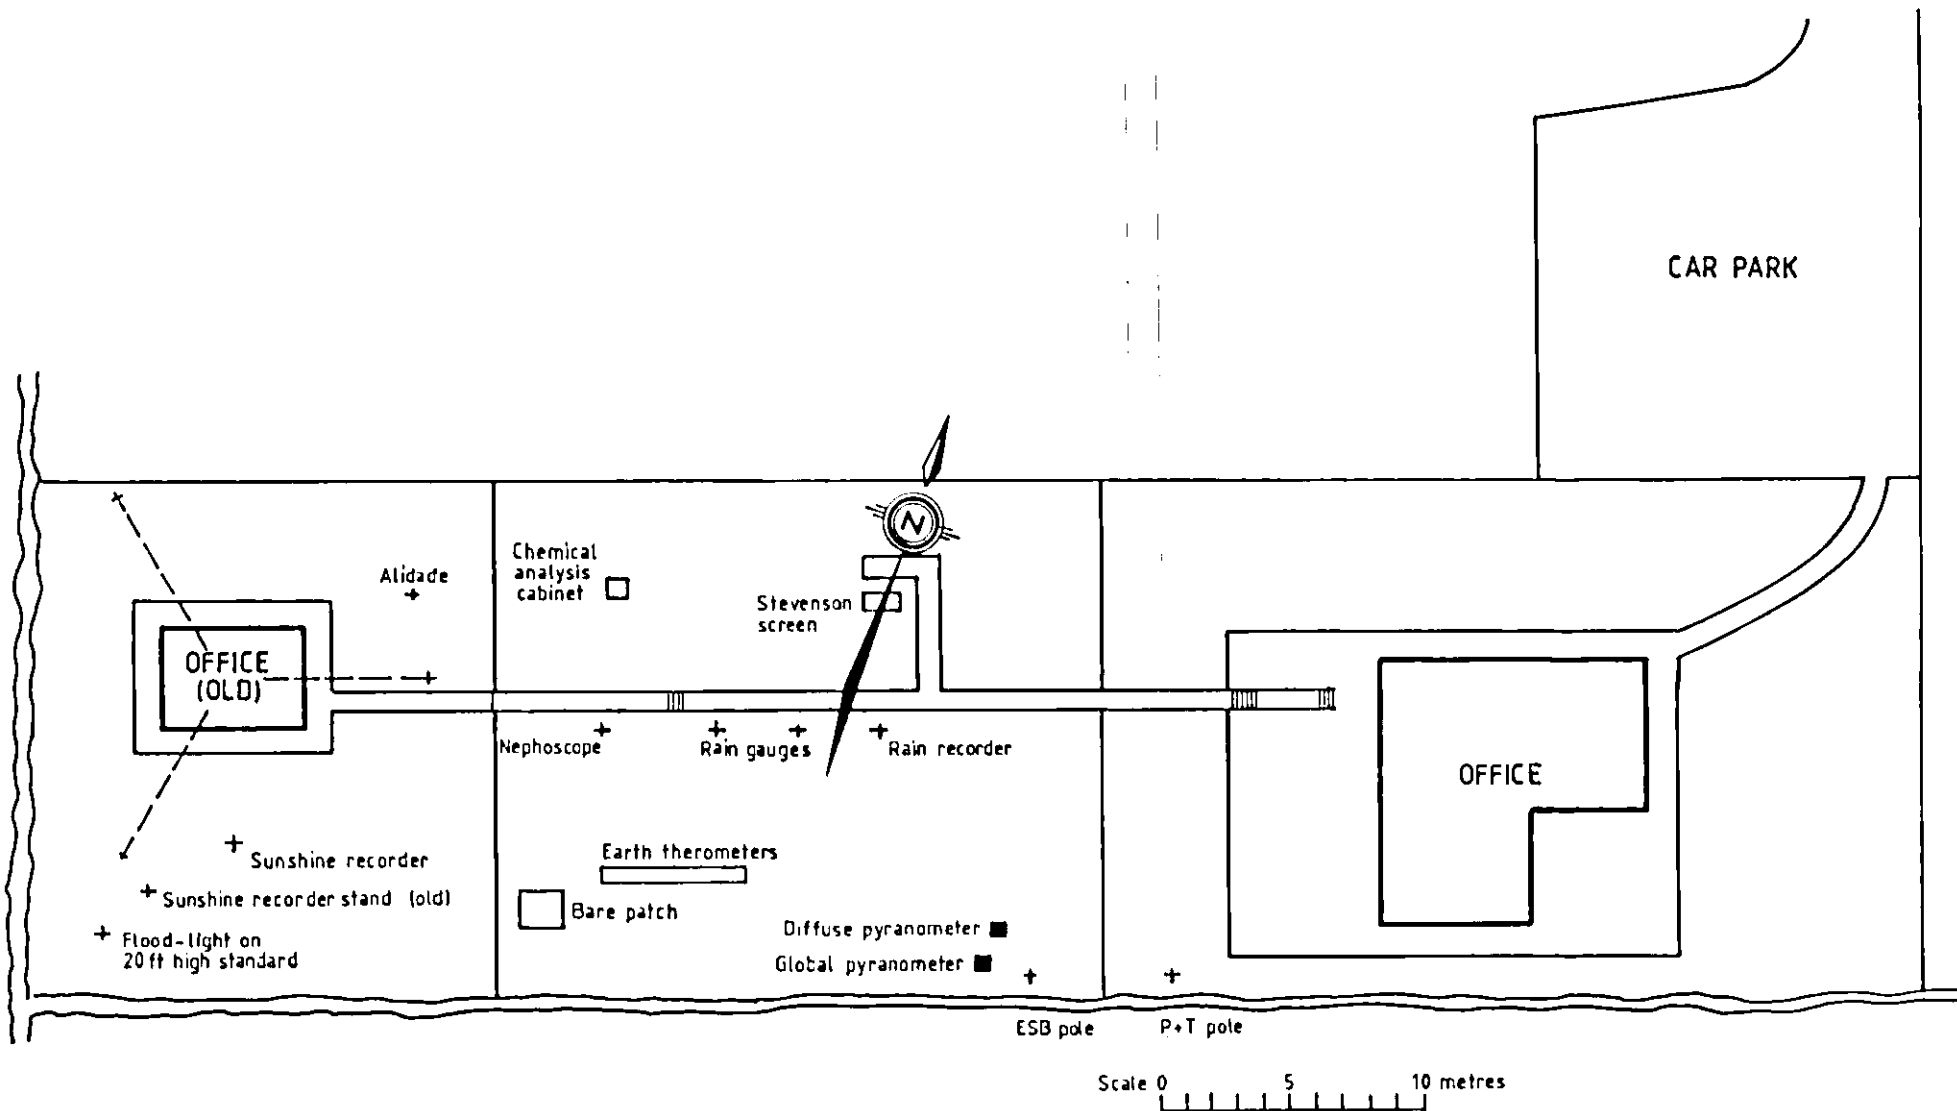 CAR PARK
N
Chemical
analysis
cabinet
Alidade
Stevenson
screen
OFFICE
(OLD)
Nephoscope
Rain gauges
Rain recorder
OFFICE
Earth therometers
Sunshine recorder
Sunshine recorder stand (old)
Bare patch
Flood-light on
20ft high standard
Diffuse pyranometer
Global pyranometer
ESB pole
P+T pole
Scale 0 5 10 metres